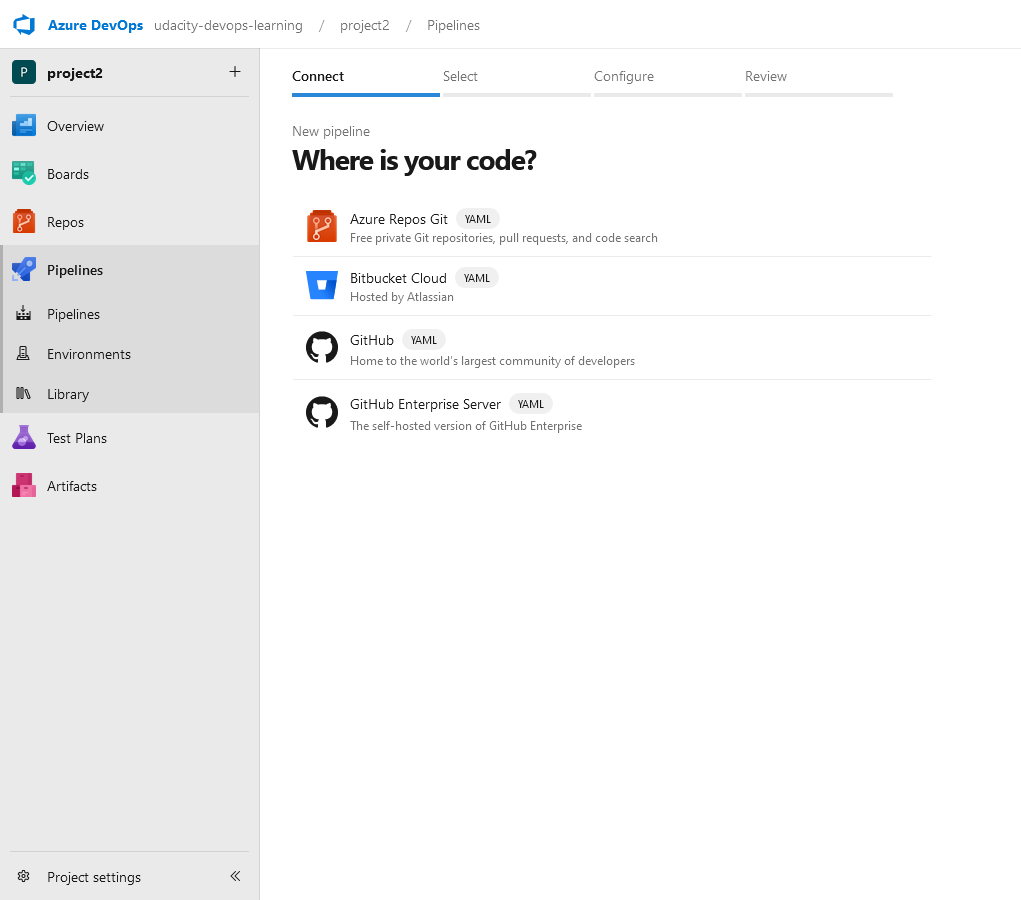 Azure DevOps udacity-devops-learning / project2 / Pipelines
P project2 +
Overview
Boards
Repos
Pipelines
Pipelines
Environments
Library
Test Plans
Artifacts
Project settings
Connect Select Configure Review
New pipeline
Where is your code?
Azure Repos Git YAML
Free private Git repositories, pull requests, and code search
Bitbucket Cloud YAML
Hosted by Atlassian
GitHub YAML
Home to the world's largest community of developers
GitHub Enterprise Server YAML
The self-hosted version of GitHub Enterprise